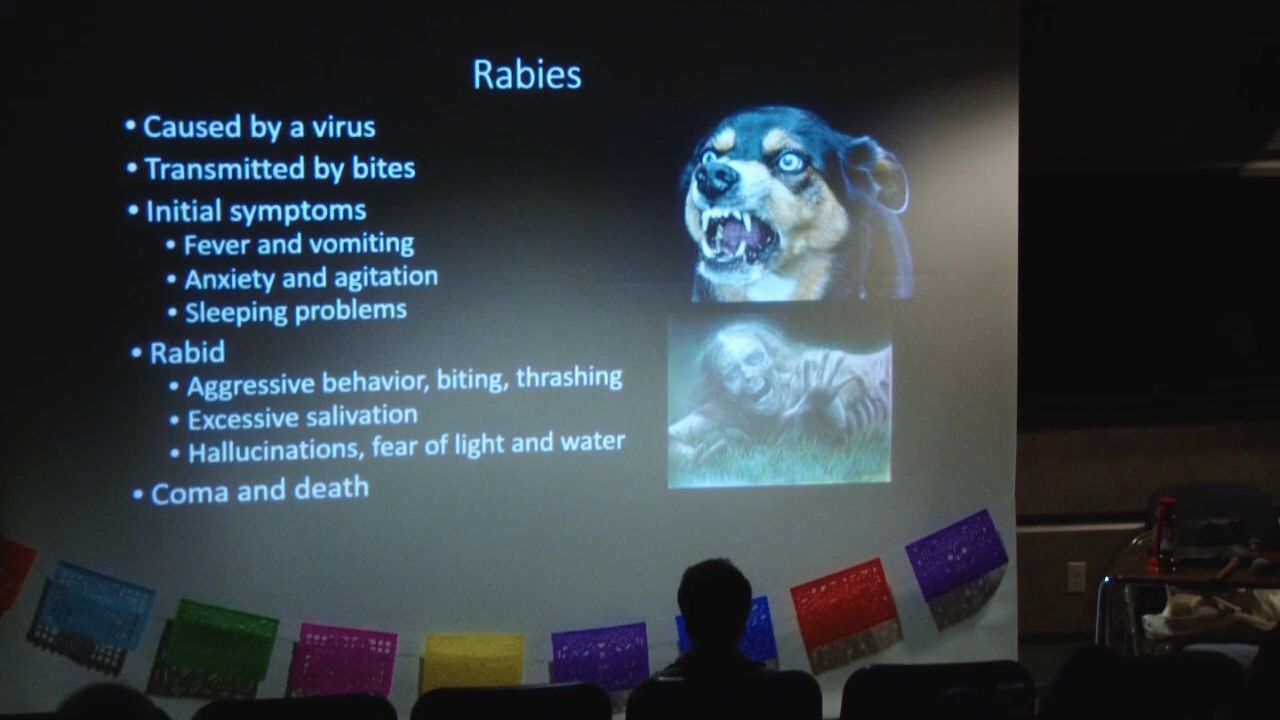 Rabies
• Caused by a virus
• Transmitted by bites
• Initial symptoms
• Fever and vomiting
• Anxiety and agitation
• Sleeping problems
• Rabid
• Aggressive behavior, biting, thrashing
• Excessive salivation
• Hallucinations, fear of light and water
• Coma and death